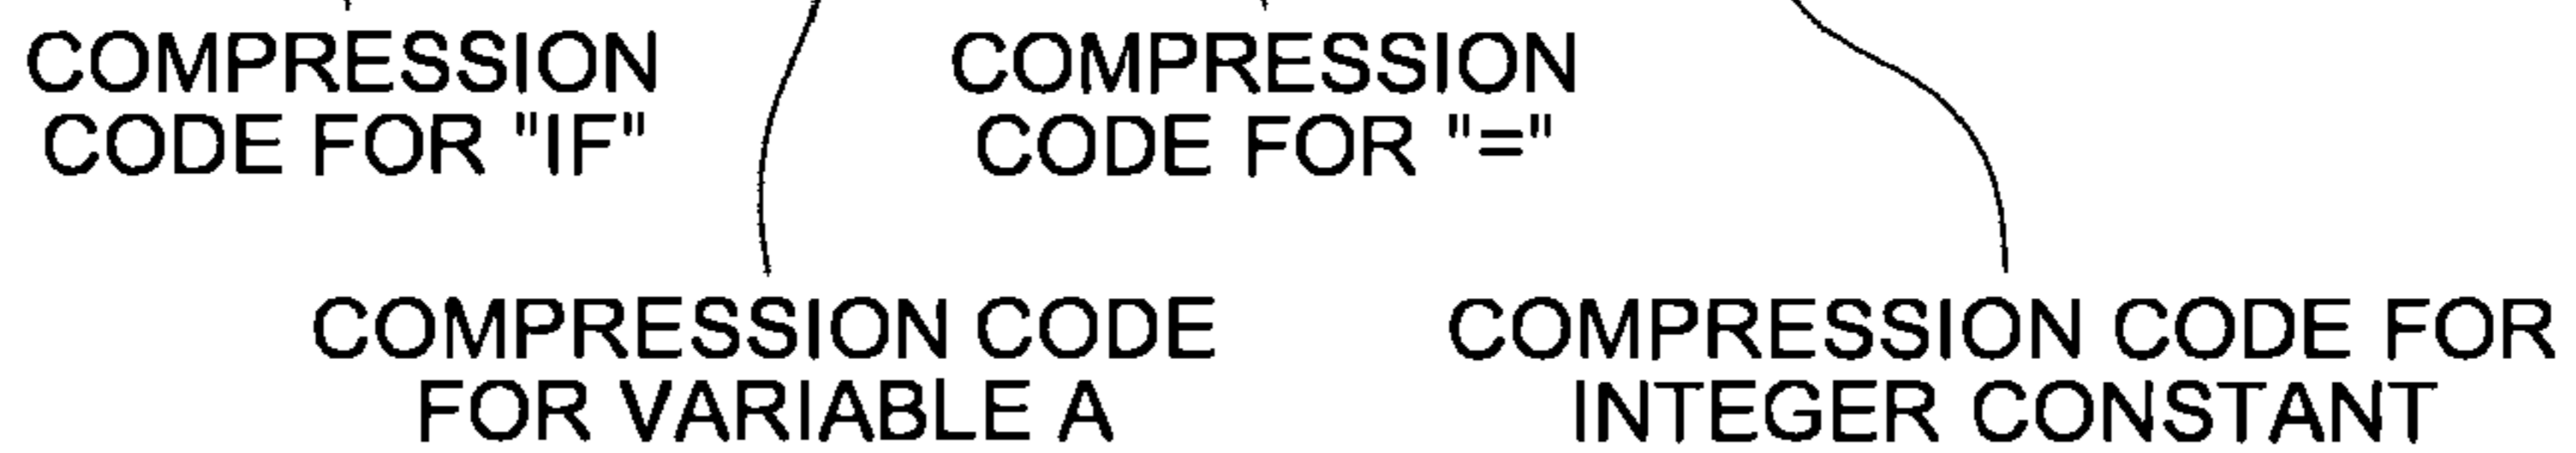 COMPRESSION
CODE FOR "IF"
COMPRESSION
CODE FOR "="
COMPRESSION CODE
FOR VARIABLE A
COMPRESSION CODE FOR
INTEGER CONSTANT